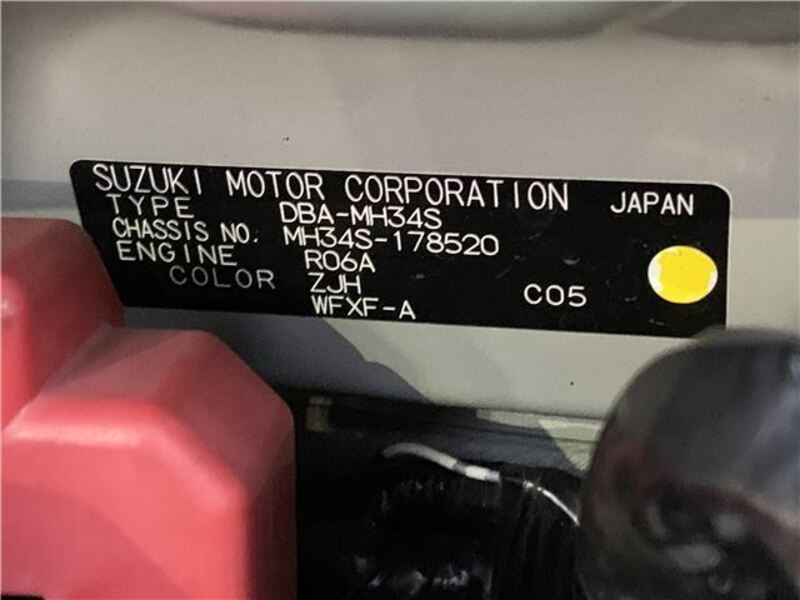 SUZUKI MOTOR CORPORATION JAPAN
TYPE DBA-MH34S
CHASSIS NO. MH34S-178520
ENGINE R06A
COLOR ZJH
WFXF-A C05